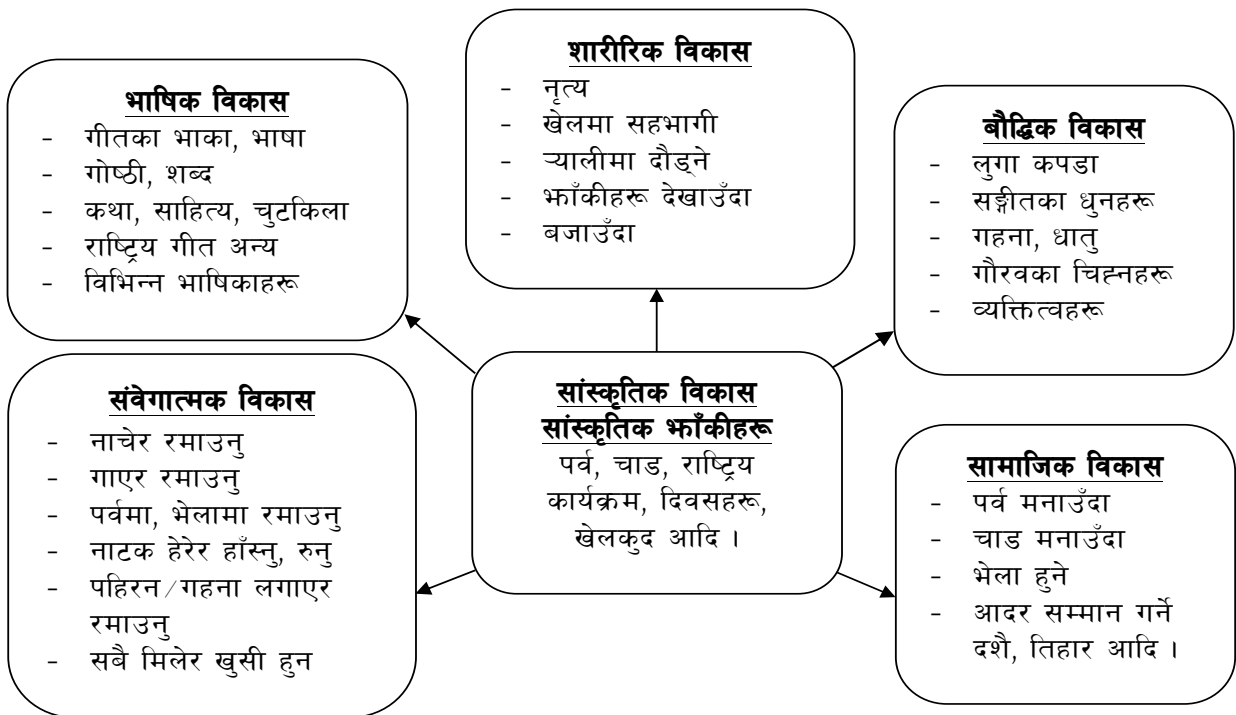 शारीरिक विकास
- नृत्य
- खेलमा सहभागी
- र्‍यालीमा दौड्ने
- झाँकीहरू देखाउँदा
- बजाउँदा
भाषिक विकास
- गीतका भाका, भाषा
- गोष्ठी, शब्द
- कथा, साहित्य, चुटकिला
- राष्ट्रिय गीत अन्य
- विभिन्न भाषिकाहरू
बौद्धिक विकास
- लुगा कपडा
- सङ्गीतका धुनहरू
- गहना, धातु
- गौरवका चिह्नहरू
- व्यक्तित्वहरू
संवेगात्मक विकास
- नाचेर रमाउनु
- गाएर रमाउनु
- पर्वमा, भेलामा रमाउनु
- नाटक हेरेर हाँस्नु, रुनु
- पहिरन/गहना लगाएर
रमाउनु
- सबै मिलेर खुसी हुन
सांस्कृतिक विकास
सांस्कृतिक झाँकीहरू
पर्व, चाड, राष्ट्रिय
कार्यक्रम, दिवसहरू,
खेलकुद आदि ।
सामाजिक विकास
- पर्व मनाउँदा
- चाड मनाउँदा
- भेला हुने
- आदर सम्मान गर्ने
दशै, तिहार आदि ।